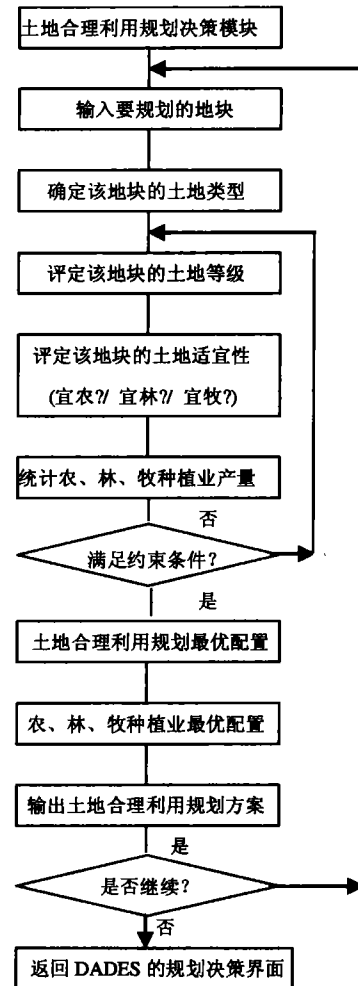 土地合理利用规划决策模块
输入要规划的地块
确定该地块的土地类型
评定该地块的土地等级
评定该地块的土地适宜性
(宜农?/ 宜林?/ 宜牧?)
统计农、林、牧种植业产量
否
满足约束条件？
是
土地合理利用规划最优配置
农、林、牧种植业最优配置
输出土地合理利用规划方案
是
是否继续？
否
返回 DADES 的规划决策界面